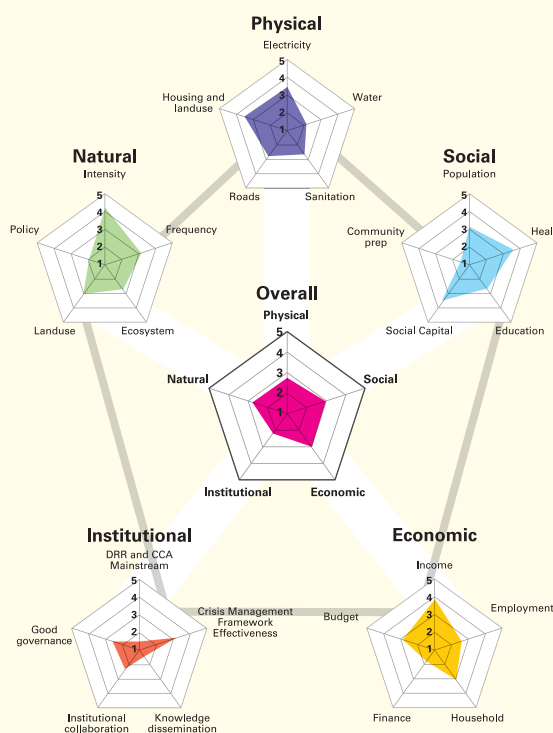 Physical
Electricity
5
4
3
2
1
Housing and
landuse
Water
Roads
Sanitation
Natural
Intensity
5
4
3
2
1
Policy
Frequency
Landuse
Ecosystem
Social
Population
5
4
3
2
1
Community
prep
Heal
Social Capital
Education
Overall
Physical
5
4
3
2
1
Natural
Social
Institutional
Economic
Institutional
DRR and CCA
Mainstream
5
4
3
2
1
Good
governance
Crisis Management
Framework
Effectiveness
Institutional
collaboration
Knowledge
dissemination
Economic
Income
5
4
3
2
1
Budget
Employment
Finance
Household